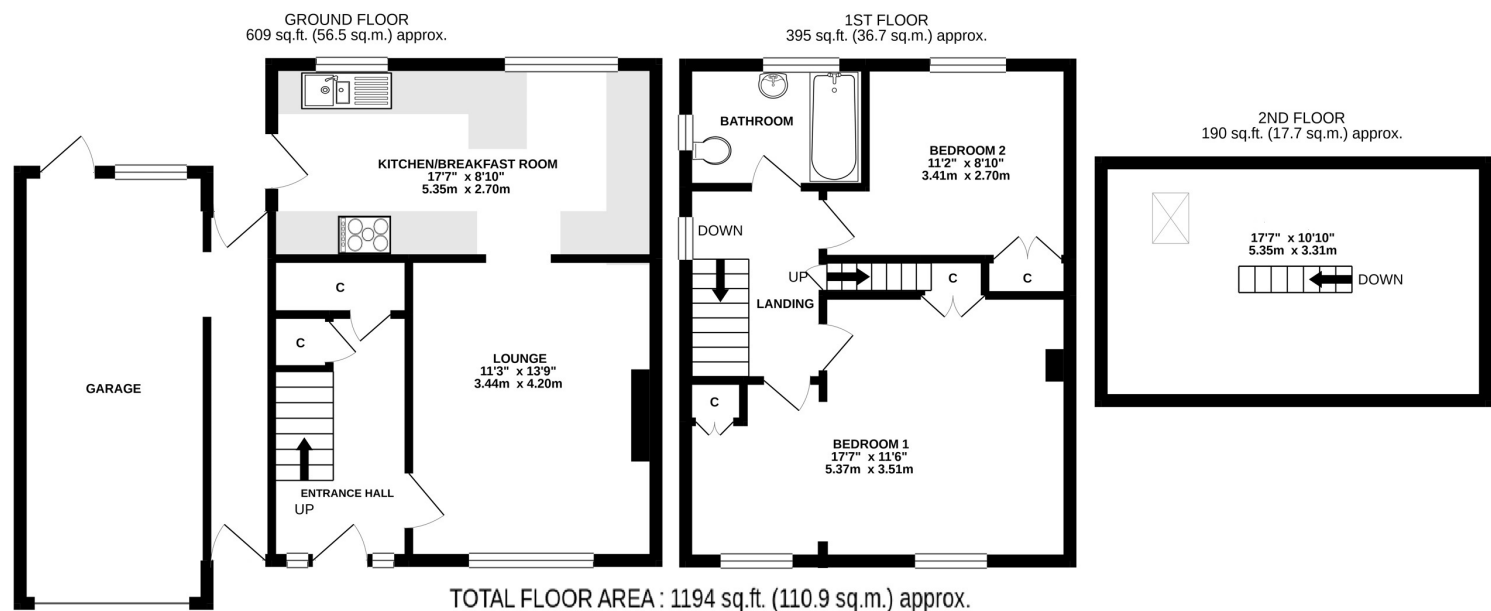 GROUND FLOOR
609 sq.ft. (56.5 sq.m.) approx.
KITCHEN/BREAKFAST ROOM
17'7" x 8'10"
5.35m x 2.70m
C
C
LOUNGE
11'3" x 13'9"
3.44m x 4.20m
GARAGE
ENTRANCE HALL
UP
1ST FLOOR
395 sq.ft. (36.7 sq.m.) approx.
BATHROOM
BEDROOM 2
11'2" x 8'10"
3.41m x 2.70m
DOWN
UP
C
C
LANDING
C
BEDROOM 1
17'7" x 11'6"
5.37m x 3.51m
2ND FLOOR
190 sq.ft. (17.7 sq.m.) approx.
17'7" x 10'10"
5.35m x 3.31m
DOWN
TOTAL FLOOR AREA : 1194 sq.ft. (110.9 sq.m.) approx.